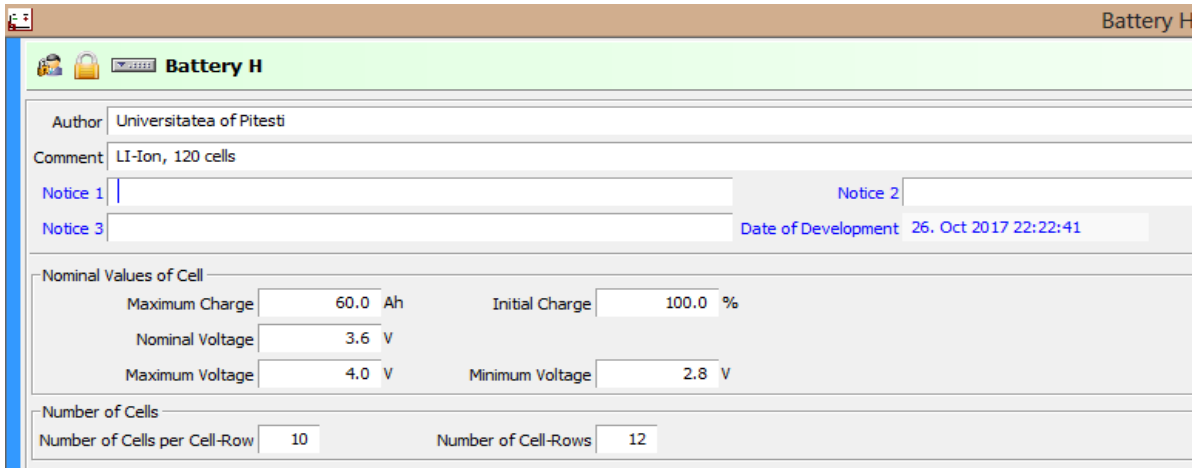 Battery H
Battery H
Author Universitatea of Pitesti
Comment LI-Ion, 120 cells
Notice 1 Notice 2
Notice 3 Date of Development 26. Oct 2017 22:22:41
Nominal Values of Cell
Maximum Charge 60.0 Ah Initial Charge 100.0 %
Nominal Voltage 3.6 V
Maximum Voltage 4.0 V Minimum Voltage 2.8 V
Number of Cells
Number of Cells per Cell-Row 10 Number of Cell-Rows 12